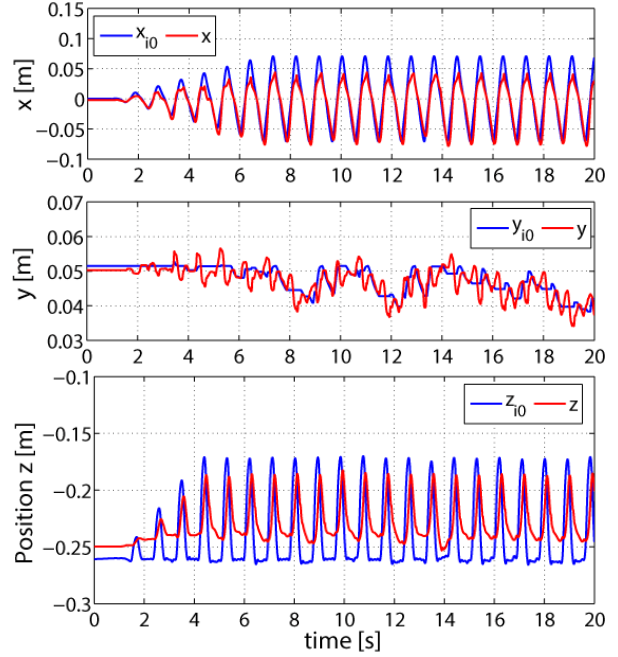 0.15
x_i0 x
0.1
0.05
0
−0.05
−0.1
x [m]
0 2 4 6 8 10 12 14 16 18 20
0.07
y_i0 y
0.06
0.05
0.04
0.03
y [m]
0 2 4 6 8 10 12 14 16 18 20
−0.1
z_i0 z
−0.15
−0.2
−0.25
−0.3
Position z [m]
0 2 4 6 8 10 12 14 16 18 20
time [s]